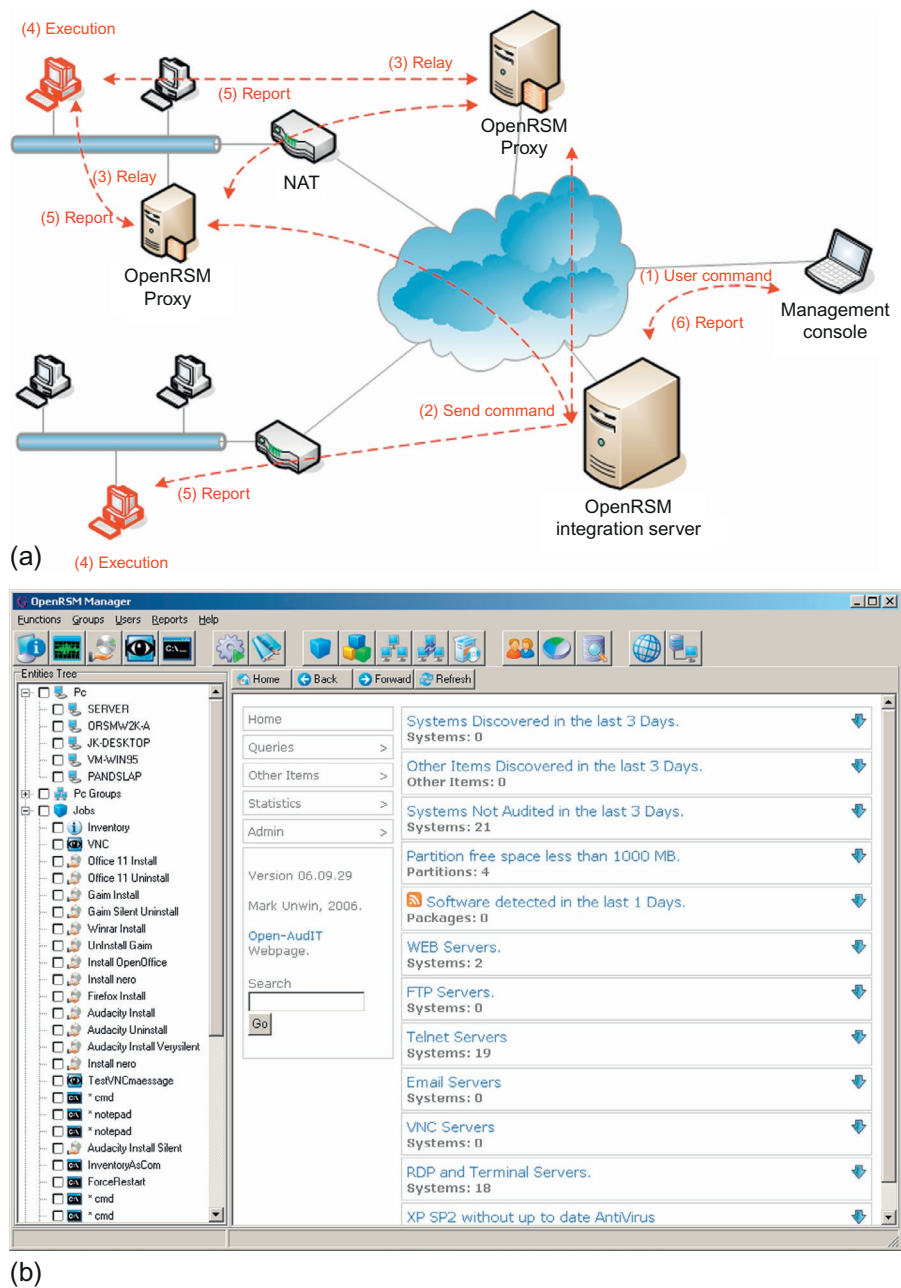 (4) Execution
(3) Relay
(5) Report
OpenRSM
Proxy
NAT
(3) Relay
(5) Report
OpenRSM
Proxy
(1) User command
(6) Report
Management
console
(2) Send command
(5) Report
OpenRSM
integration server
(a)
(4) Execution
OpenRSM Manager
Functions Groups Users Reports Help
Entities Tree
Home Back Forward Refresh
Pc
SERVER
ORSMW2K-A
JK-DESKTOP
VM-WIN95
PANDSLAP
Pc Groups
Jobs
Inventory
VNC
Office 11 Install
Office 11 Uninstall
Gaim Install
Gaim Silent Uninstall
Winrar Install
UnInstall Gaim
Install OpenOffice
Install nero
Firefox Install
Audacity Install
Audacity Uninstall
Audacity Install Verysilent
Install nero
TestVNCmaessage
* cmd
* notepad
* notepad
Audacity Install Silent
InventoryAsCom
ForceRestart
* cmd
* cmd
Home
Queries >
Other Items >
Statistics >
Admin >
Version 06.09.29
Mark Unwin, 2006.
Open-AudIT
Webpage.
Search
Go
Systems Discovered in the last 3 Days.
Systems: 0
Other Items Discovered in the last 3 Days.
Other Items: 0
Systems Not Audited in the last 3 Days.
Systems: 21
Partition free space less than 1000 MB.
Partitions: 4
Software detected in the last 1 Days.
Packages: 0
WEB Servers.
Systems: 2
FTP Servers.
Systems: 0
Telnet Servers
Systems: 19
Email Servers
Systems: 0
VNC Servers
Systems: 0
RDP and Terminal Servers.
Systems: 18
XP SP2 without up to date AntiVirus
(b)